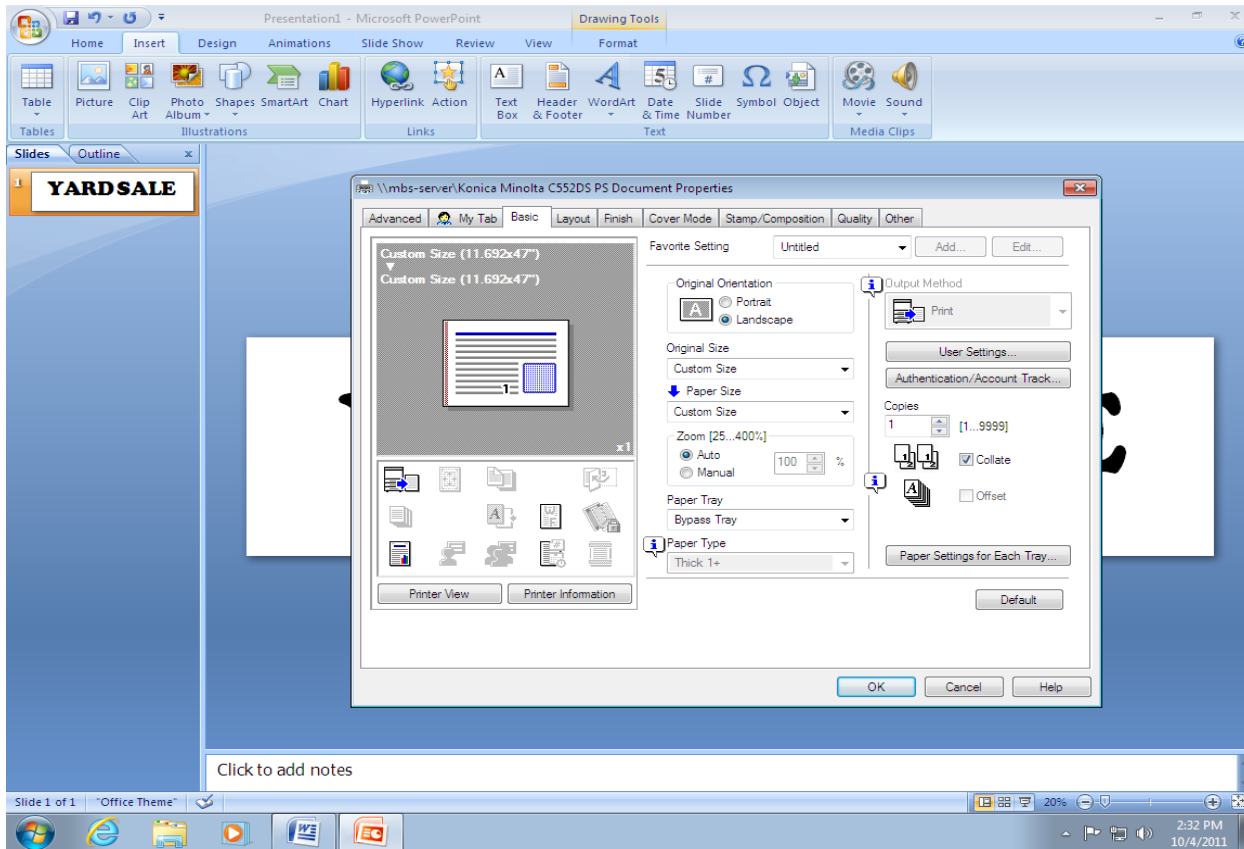 Presentation1 - Microsoft PowerPoint
Drawing Tools
Home Insert Design Animations Slide Show Review View Format
Table
Picture
Clip Art
Photo Album
Shapes
SmartArt
Chart
Hyperlink
Action
Text Box
Header & Footer
WordArt
Date & Time
Slide Number
Symbol
Object
Movie
Sound
Tables Illustrations Links Text Media Clips
Slides Outline x
1 YARD SALE
\\mbs-server\Konica Minolta C552DS PS Document Properties
Advanced My Tab Basic Layout Finish Cover Mode Stamp/Composition Quality Other
Custom Size (11.692x47")
Custom Size (11.692x47")
1
x1
Printer View Printer Information
Favorite Setting Untitled Add... Edit...
Original Orientation
A
Portrait
Landscape
Original Size
Custom Size
Paper Size
Custom Size
Zoom [25...400%]
Auto
Manual
100 %
Paper Tray
Bypass Tray
Paper Type
Thick 1+
Output Method
Print
User Settings...
Authentication/Account Track...
Copies
1 [1...9999]
Collate
Offset
Paper Settings for Each Tray...
Default
OK Cancel Help
Click to add notes
Slide 1 of 1 "Office Theme" 20%
2:32 PM
10/4/2011